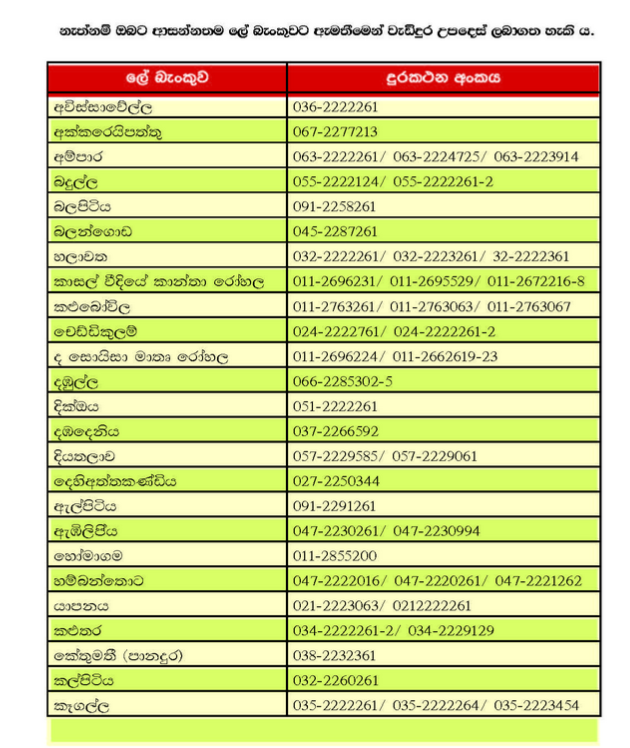 නැත්නම් ඔබට ආසන්නතම ලේ බැංකුවට ඇමතීමෙන් වැඩිදුර උපදෙස් ලබාගත හැකි ය.
ලේ බැංකුව දුරකථන අංකය
අවිස්සාවේල්ල 036-2222261
අක්කරෙයිපත්තු 067-2277213
අම්පාර 063-2222261/ 063-2224725/ 063-2223914
බදුල්ල 055-2222124/ 055-2222261-2
බලපිටිය 091-2258261
බලන්ගොඩ 045-2287261
හලාවත 032-2222261/ 032-2223261/ 32-2222361
කාසල් වීදියේ කාන්තා රෝහල 011-2696231/ 011-2695529/ 011-2672216-8
කළුබෝවිල 011-2763261/ 011-2763063/ 011-2763067
චෙඩ්ඩිකුලම් 024-2222761/ 024-2222261-2
ද සොයිසා මාතෘ රෝහල 011-2696224/ 011-2662619-23
දඹුල්ල 066-2285302-5
දික්ඔය 051-2222261
දඹදෙනිය 037-2266592
දියතලාව 057-2229585/ 057-2229061
දෙහිඅත්තකණ්ඩිය 027-2250344
ඇල්පිටිය 091-2291261
ඇඹිලිපිටිය 047-2230261/ 047-2230994
හෝමාගම 011-2855200
හම්බන්තොට 047-2222016/ 047-2220261/ 047-2221262
යාපනය 021-2223063/ 0212222261
කළුතර 034-2222261-2/ 034-2229129
කේතුමතී (පානදුර) 038-2232361
කල්පිටිය 032-2260261
කෑගල්ල 035-2222261/ 035-2222264/ 035-2223454